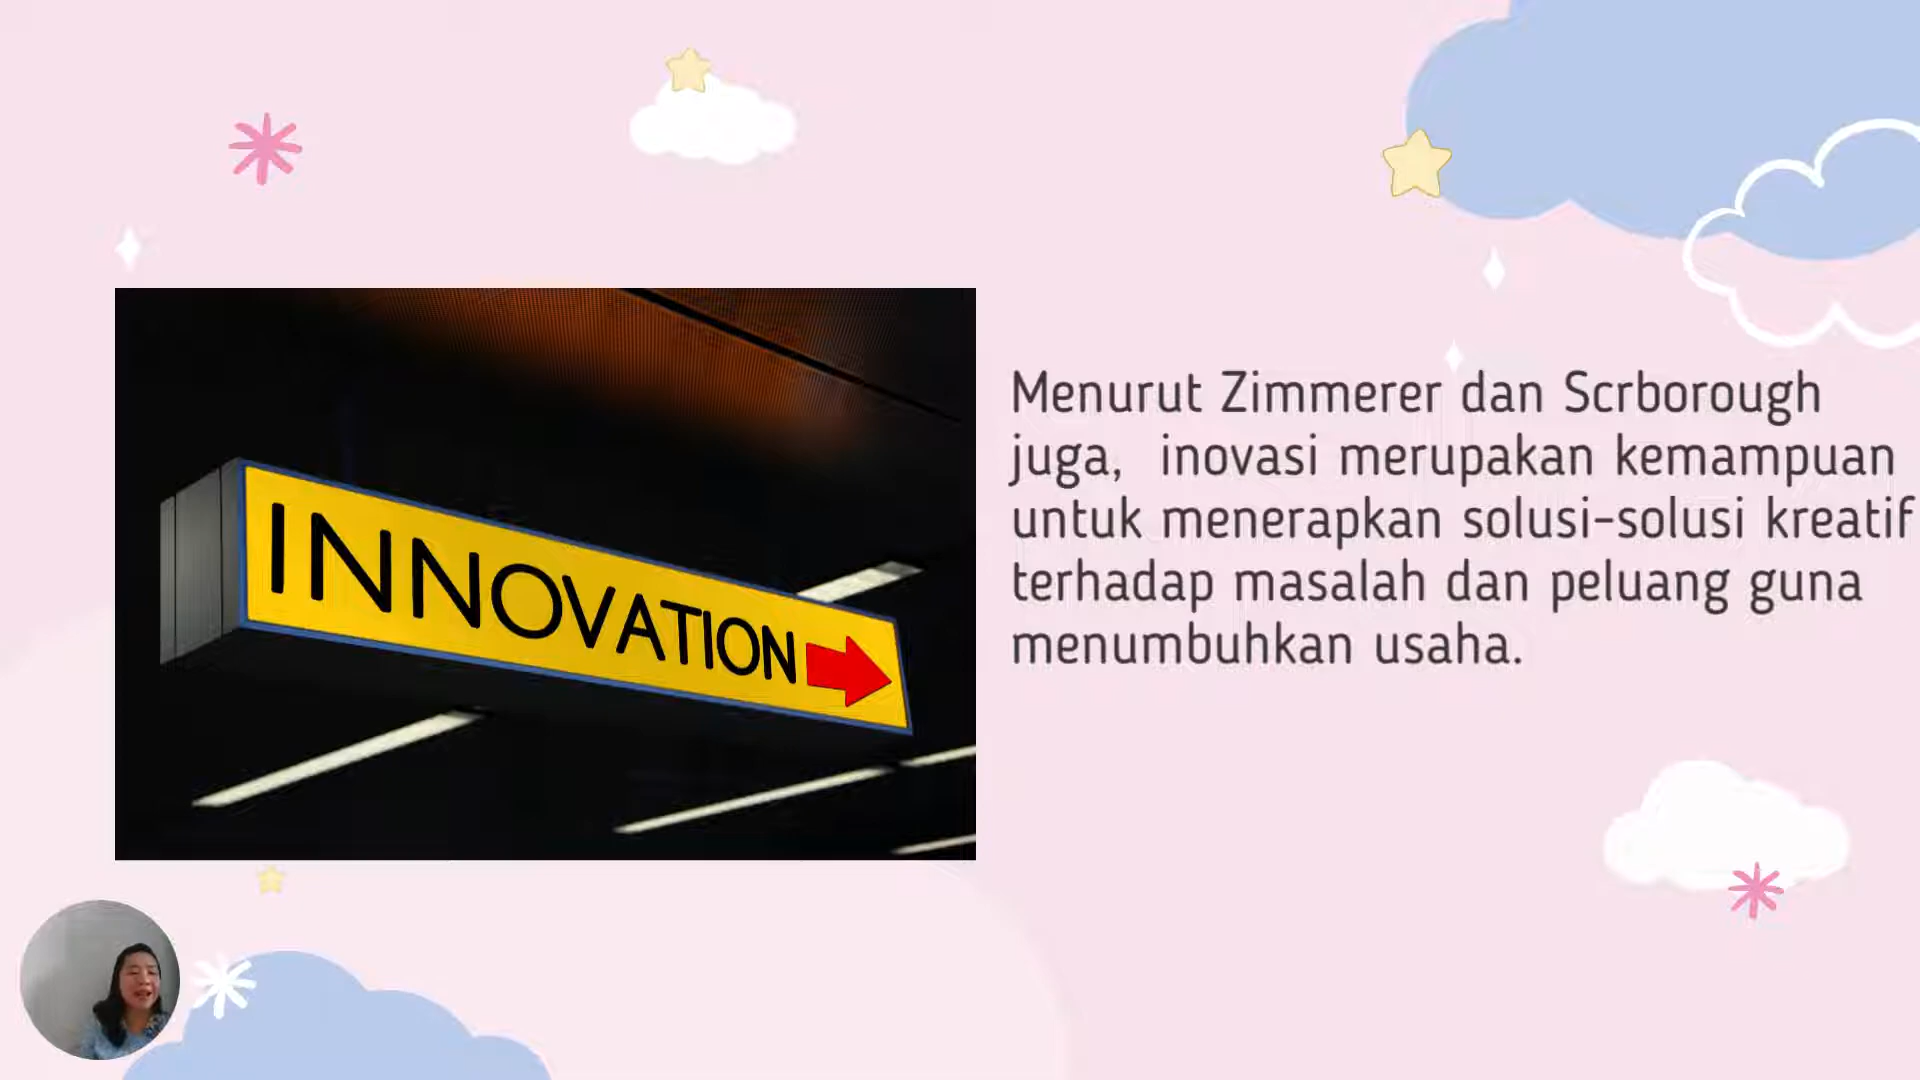 INNOVATION
Menurut Zimmerer dan Scrborough
juga, inovasi merupakan kemampuan
untuk menerapkan solusi-solusi kreatif
terhadap masalah dan peluang guna
menumbuhkan usaha.